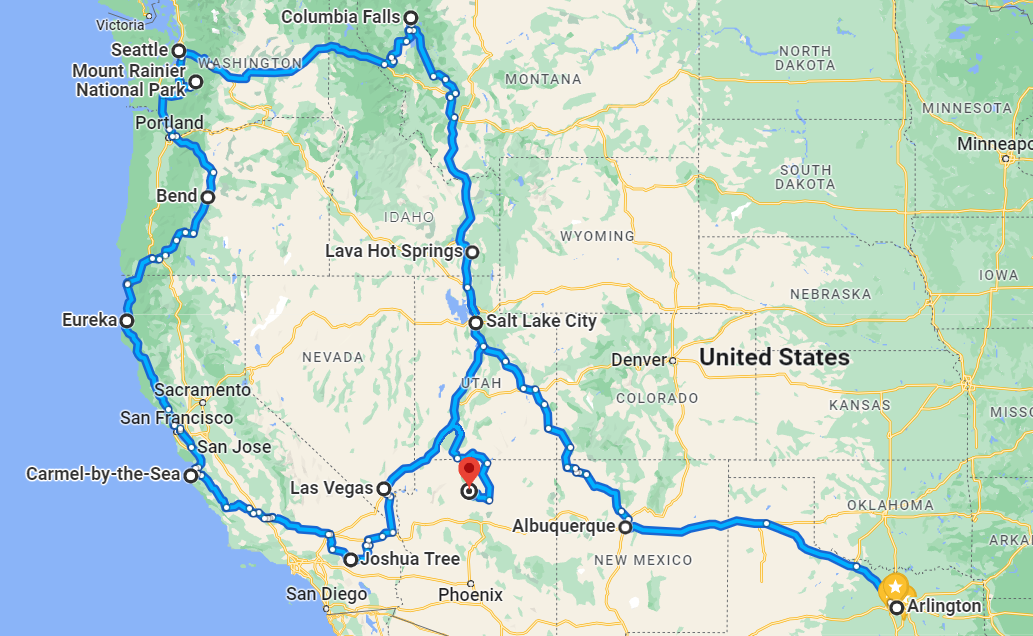 Columbia Falls
Victoria
Seattle
WASHINGTON
NORTH
DAKOTA
Mount Rainier
National Park
MONTANA
MINNESOTA
Portland
Minneapo
SOUTH
DAKOTA
Bend
IDAHO
WYOMING
Lava Hot Springs
IOWA
NEBRASKA
Eureka
Salt Lake City
NEVADA
Denver
United States
UTAH
Sacramento
COLORADO
KANSAS
MISSO
San Francisco
San Jose
Carmel-by-the-Sea
Las Vegas
OKLAHOMA
Albuquerque
ARKA
Joshua Tree
NEW MEXICO
San Diego
Phoenix
Arlington